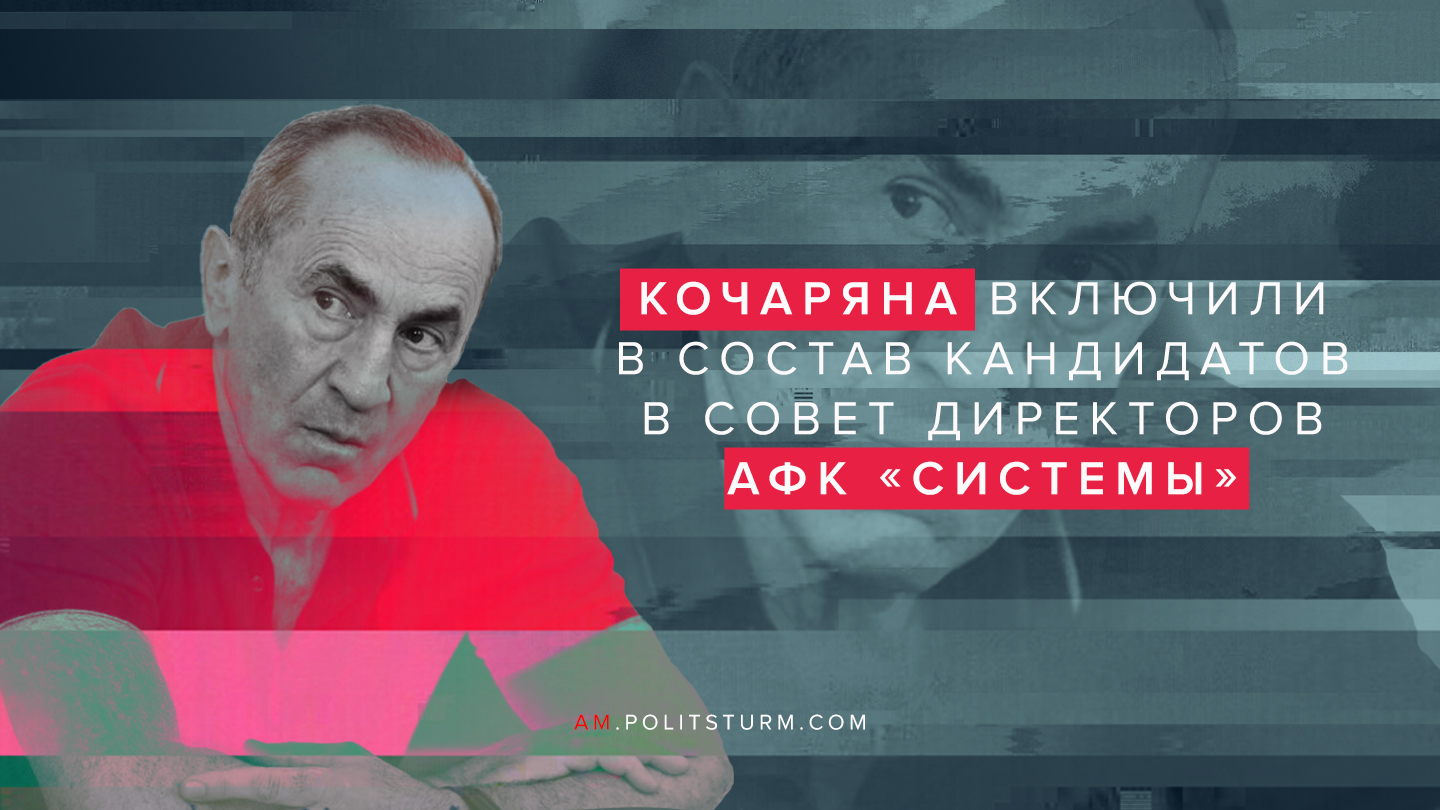 КОЧАРЯНА ВКЛЮЧИЛИ
В СОСТАВ КАНДИДАТОВ
В СОВЕТ ДИРЕКТОРОВ
АФК «СИСТЕМЫ»
AM.POLITSTURM.COM